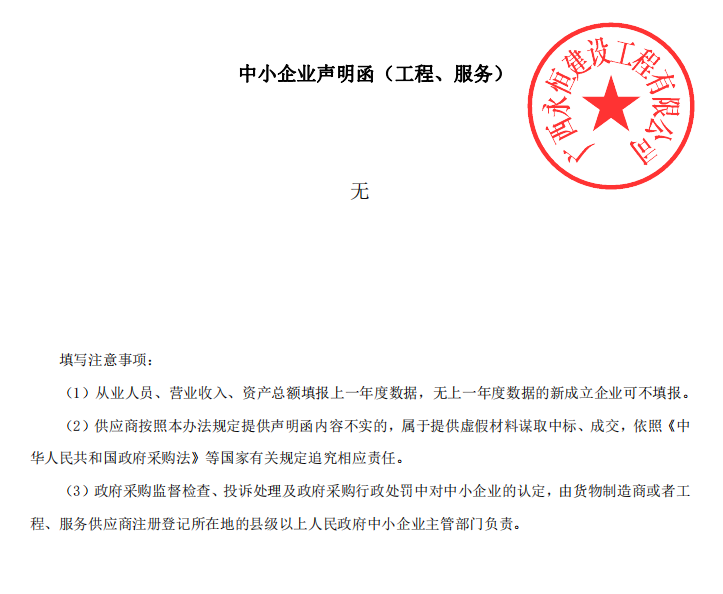 中小企业声明函（工程、服务）
广西永恒建设工程有限公司
无
填写注意事项：
（1）从业人员、营业收入、资产总额填报上一年度数据，无上一年度数据的新成立企业可不填报。
（2）供应商按照本办法规定提供声明函内容不实的，属于提供虚假材料谋取中标、成交，依照《中
华人民共和国政府采购法》等国家有关规定追究相应责任。
（3）政府采购监督检查、投诉处理及政府采购行政处罚中对中小企业的认定，由货物制造商或者工
程、服务供应商注册登记所在地的县级以上人民政府中小企业主管部门负责。